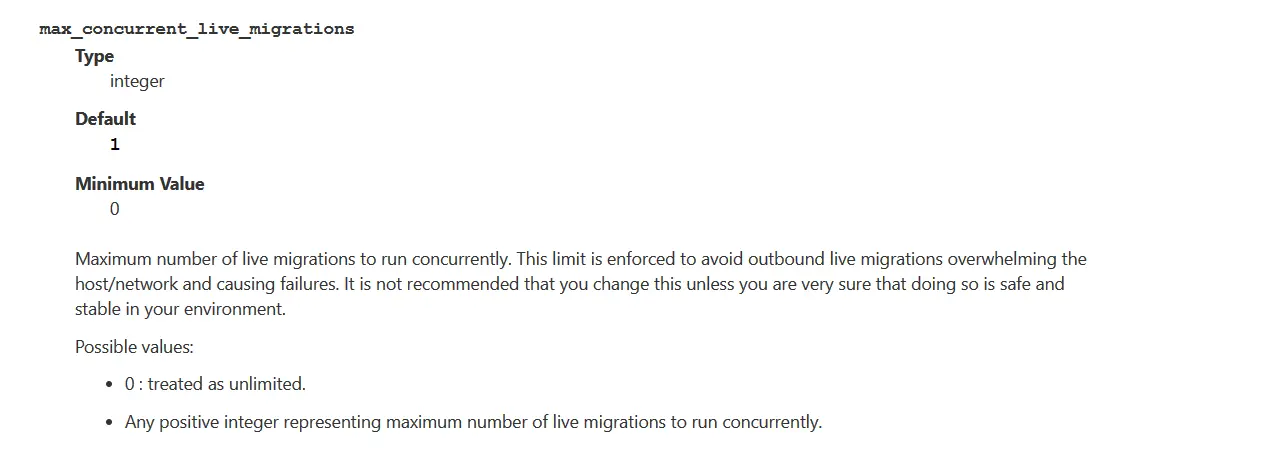 max_concurrent_live_migrations
Type
integer
Default
1
Minimum Value
0
Maximum number of live migrations to run concurrently. This limit is enforced to avoid outbound live migrations overwhelming the
host/network and causing failures. It is not recommended that you change this unless you are very sure that doing so is safe and
stable in your environment.
Possible values:
• 0 : treated as unlimited.
• Any positive integer representing maximum number of live migrations to run concurrently.